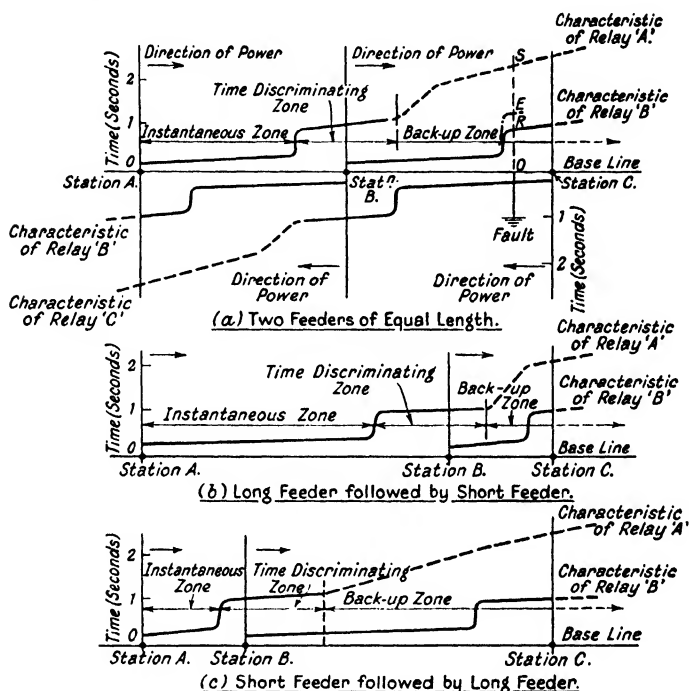 Direction of Power
Direction of Power
Characteristic
of Relay 'A'.
S
2
Time Discriminating
Zone
E
R
Characteristic
of Relay 'B'
Time (Seconds)
1
Instantaneous Zone
Back-up Zone
0
O
Base Line
Station A.
Statn
B.
Station C.
Characteristic
of Relay 'B'
Fault
1
2
Time (Seconds)
Characteristic
of Relay 'C'
Direction of
Power
Direction of
Power
(a) Two Feeders of Equal Length.
Time (Seconds)
2
1
0
Time Discriminating
Zone
Back-up
Zone
Characteristic
of Relay 'A'
Characteristic
of Relay 'B'
Instantaneous Zone
Base Line
Station A.
Station B.
Station C.
(b) Long Feeder followed by Short Feeder.
Characteristic
of Relay 'A'
Time (Seconds)
2
1
0
Instantaneous
Zone
Time Discriminating
Zone
Back-up Zone
Characteristic
of Relay 'B'
Base Line
Station A.
Station B.
Station C.
(c) Short Feeder followed by Long Feeder.